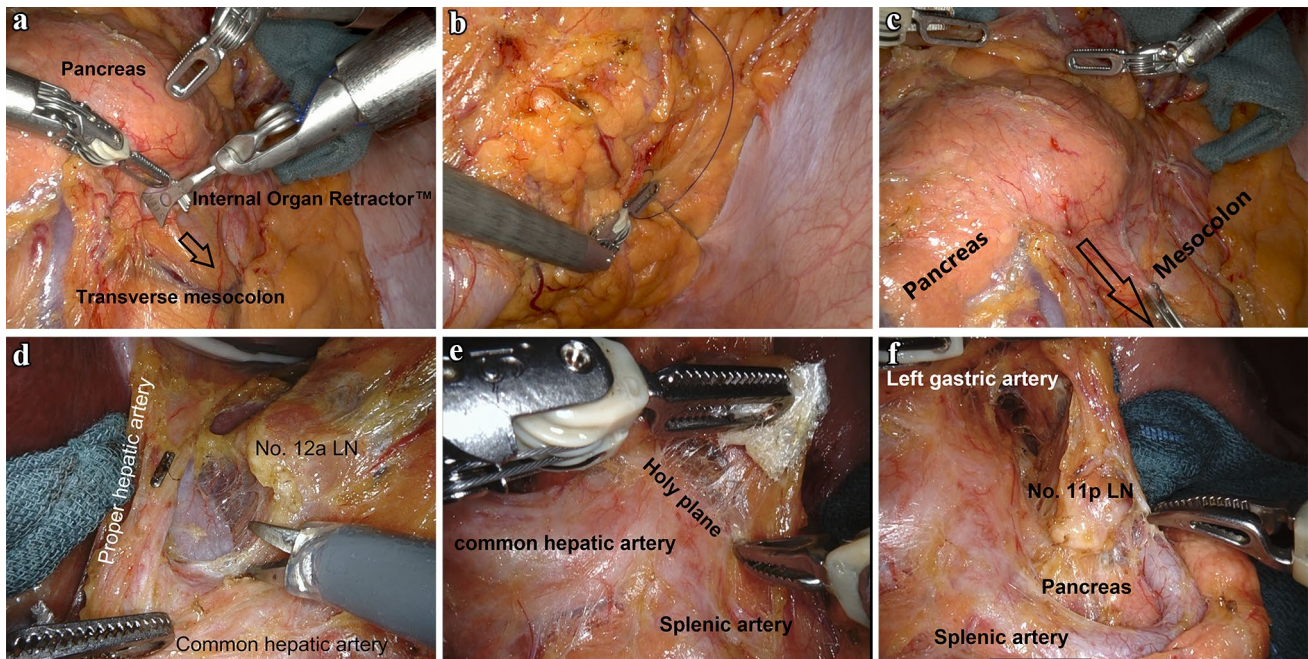 a
Pancreas
Internal Organ Retractor™
Transverse mesocolon
b
c
Pancreas
Mesocolon
d
Proper hepatic artery
No. 12a LN
Common hepatic artery
e
Holy plane
common hepatic artery
Splenic artery
f
Left gastric artery
No. 11p LN
Pancreas
Splenic artery